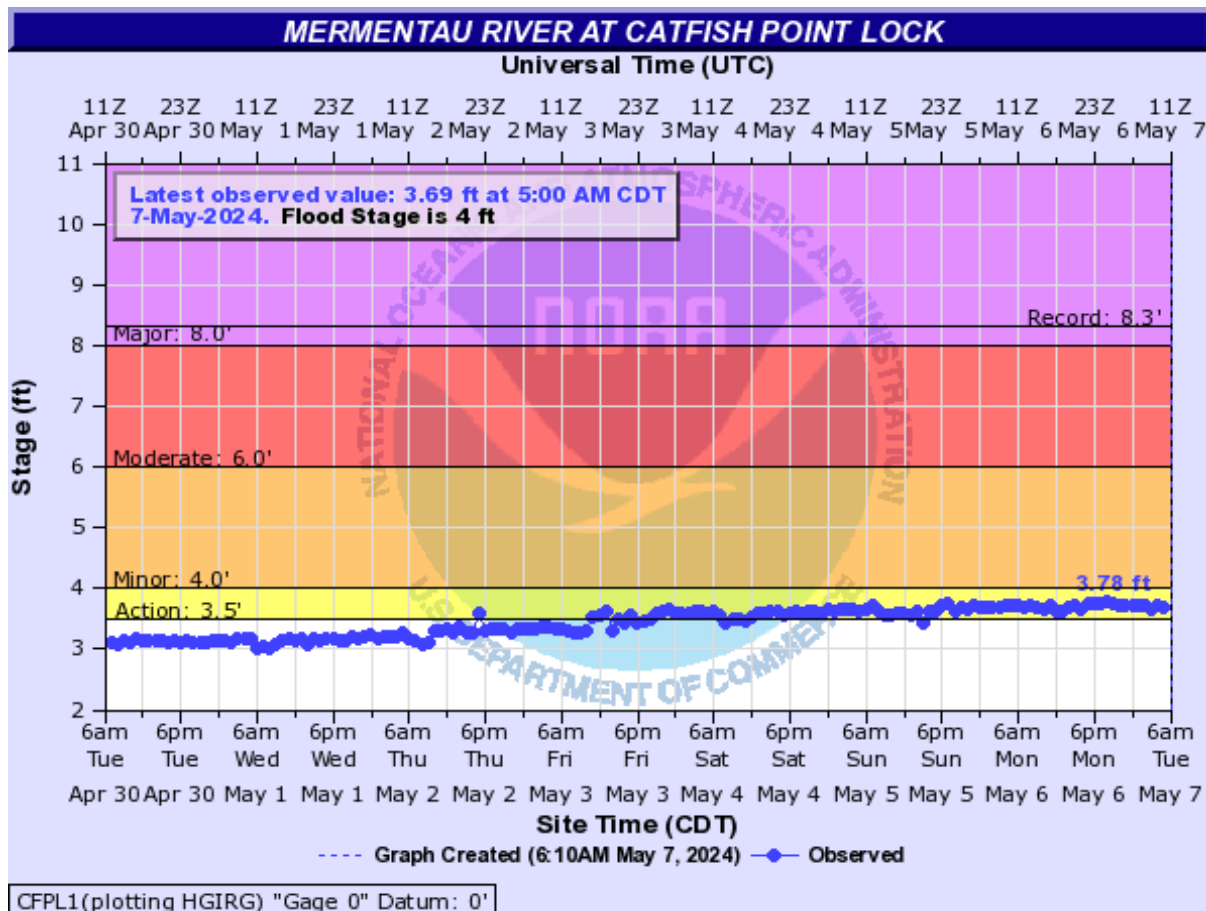 MERMENTAU RIVER AT CATFISH POINT LOCK
Universal Time (UTC)
11Z 23Z 11Z 23Z 11Z 23Z 11Z 23Z 11Z 23Z 11Z 23Z 11Z 23Z 11Z
Apr 30 Apr 30 May 1 May 1 May 2 May 2 May 3 May 3 May 4 May 4 May 5 May 5 May 6 May 6 May 7
Latest observed value: 3.69 ft at 5:00 AM CDT
7-May-2024. Flood Stage is 4 ft
NATIONAL OCEANIC AND ATMOSPHERIC ADMINISTRATION
NOAA
U.S. DEPARTMENT OF COMMERCE
Stage (ft)
11
10
9
Record: 8.3'
Major: 8.0'
8
7
Moderate: 6.0'
6
5
Minor: 4.0'
4
3.78 ft
Action: 3.5'
3
2
6am 6pm 6am 6pm 6am 6pm 6am 6pm 6am 6pm 6am 6pm 6am 6pm 6am
Tue Tue Wed Wed Thu Thu Fri Fri Sat Sat Sun Sun Mon Mon Tue
Apr 30 Apr 30 May 1 May 1 May 2 May 2 May 3 May 3 May 4 May 4 May 5 May 5 May 6 May 6 May 7
Site Time (CDT)
Graph Created (6:10AM May 7, 2024) Observed
CFPL1(plotting HGIRG) "Gage 0" Datum: 0'